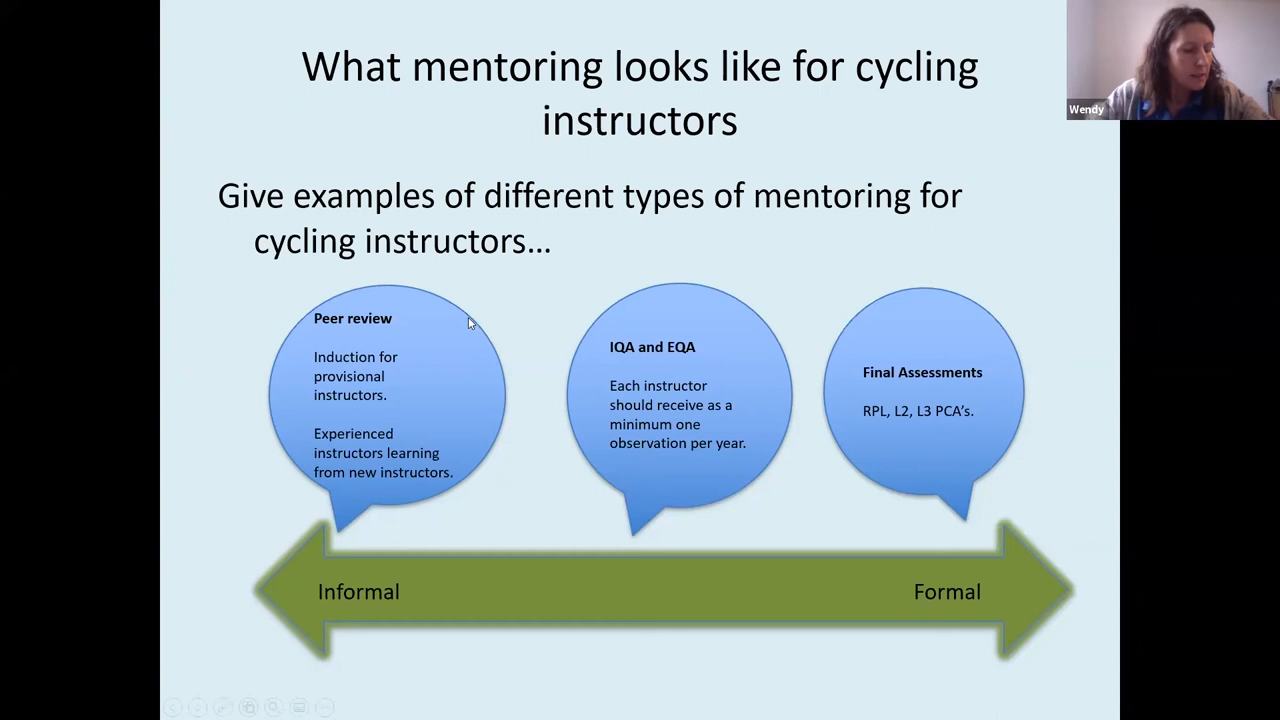 What mentoring looks like for cycling
instructors
Wendy
Give examples of different types of mentoring for
cycling instructors...
Peer review
Induction for
provisional
instructors.
Experienced
instructors learning
from new instructors.
IQA and EQA
Each instructor
should receive as a
minimum one
observation per year.
Final Assessments
RPL, L2, L3 PCA's.
Informal
Formal